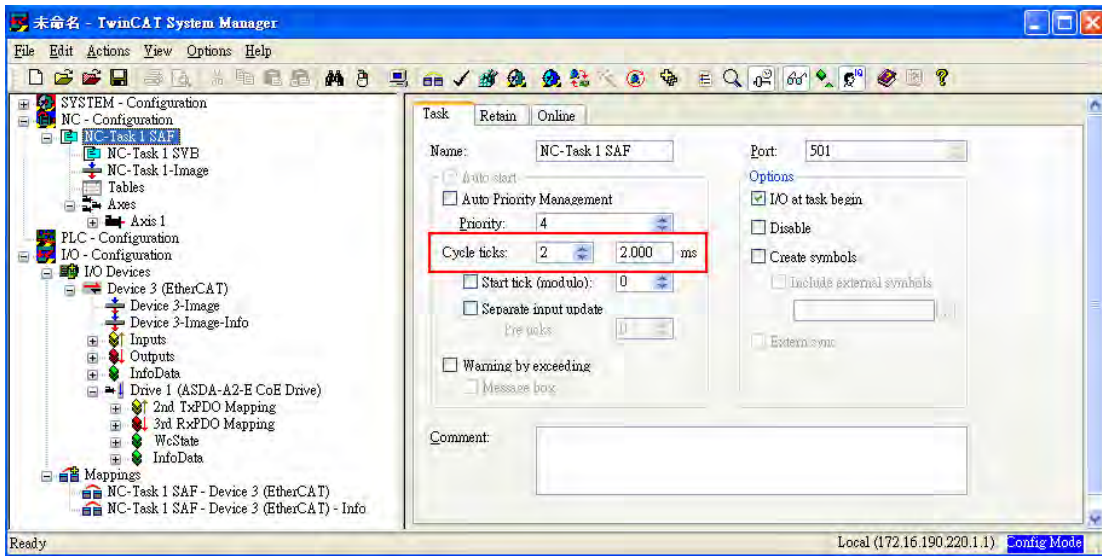 未命名 - TwinCAT System Manager
File Edit Actions View Options Help
SYSTEM - Configuration
NC - Configuration
NC-Task 1 SAF
NC-Task 1 SVB
NC-Task 1-Image
Tables
Axes
Axis 1
PLC - Configuration
I/O - Configuration
I/O Devices
Device 3 (EtherCAT)
Device 3-Image
Device 3-Image-Info
Inputs
Outputs
InfoData
Drive 1 (ASDA-A2-E CoE Drive)
2nd TxPDO Mapping
3rd RxPDO Mapping
WcState
InfoData
Mappings
NC-Task 1 SAF - Device 3 (EtherCAT)
NC-Task 1 SAF - Device 3 (EtherCAT) - Info
Task Retain Online
Name: NC-Task 1 SAF Port: 501
Auto start
Auto Priority Management
Priority: 4
Cycle ticks: 2 2.000 ms
Start tick (modulo): 0
Separate input update
Pre ticks: 0
Warning by exceeding
Message box
Options
I/O at task begin
Disable
Create symbols
Include external symbols
...
Extern sync
Comment:
Ready Local (172.16.190.220.1.1) Config Mode